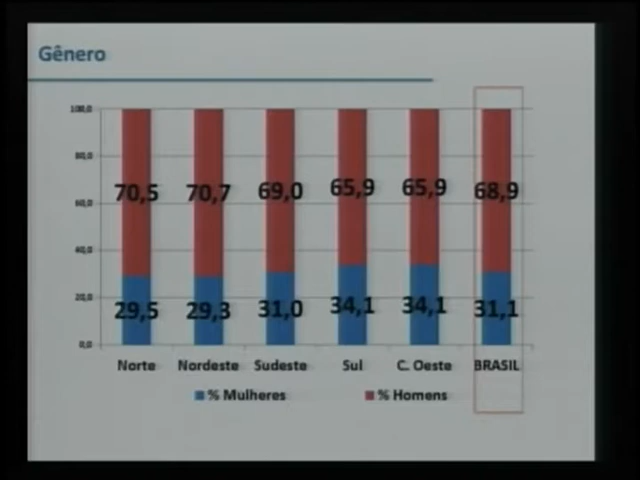 Gênero
100,0
80,0
60,0
40,0
20,0
0,0
70,5 70,7 69,0 65,9 65,9 68,9
29,5 29,3 31,0 34,1 34,1 31,1
Norte Nordeste Sudeste Sul C. Oeste BRASIL
% Mulheres % Homens